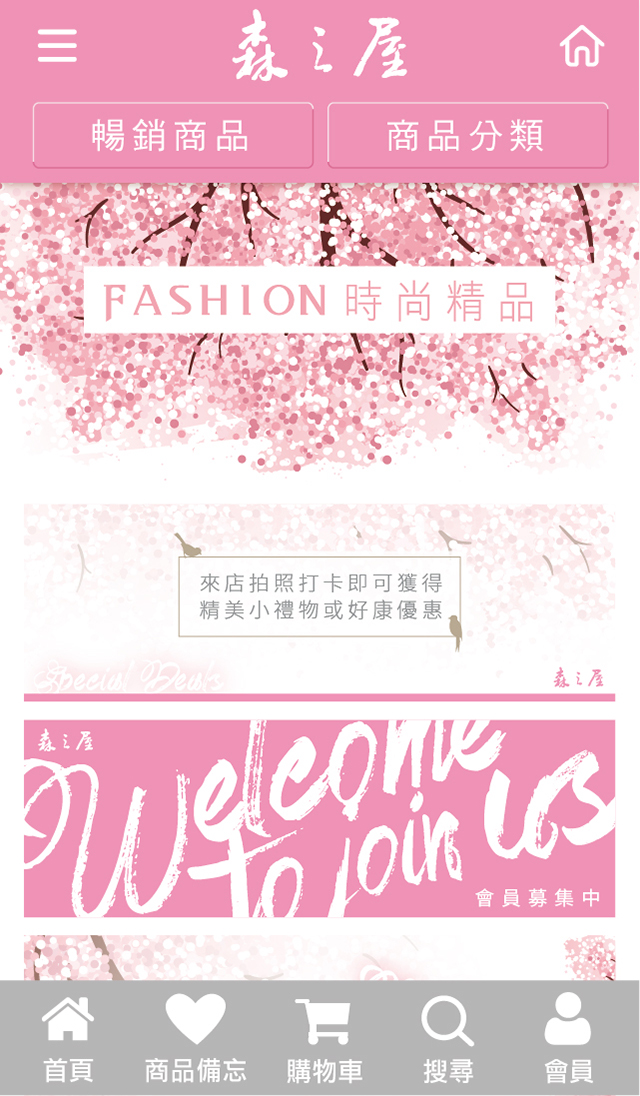 森之屋
暢銷商品
商品分類
FASHION 時尚精品
來店拍照打卡即可獲得
精美小禮物或好康優惠
Special Deals
森之屋
森之屋
Welcome
to join us
會員募集中
首頁
商品備忘
購物車
搜尋
會員